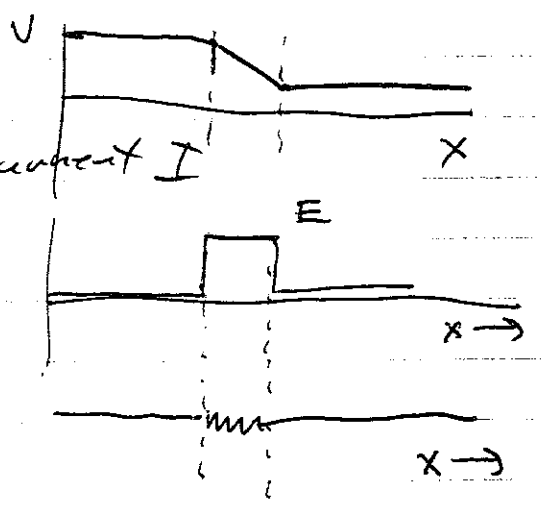 V
X
current I
E
x →
x →